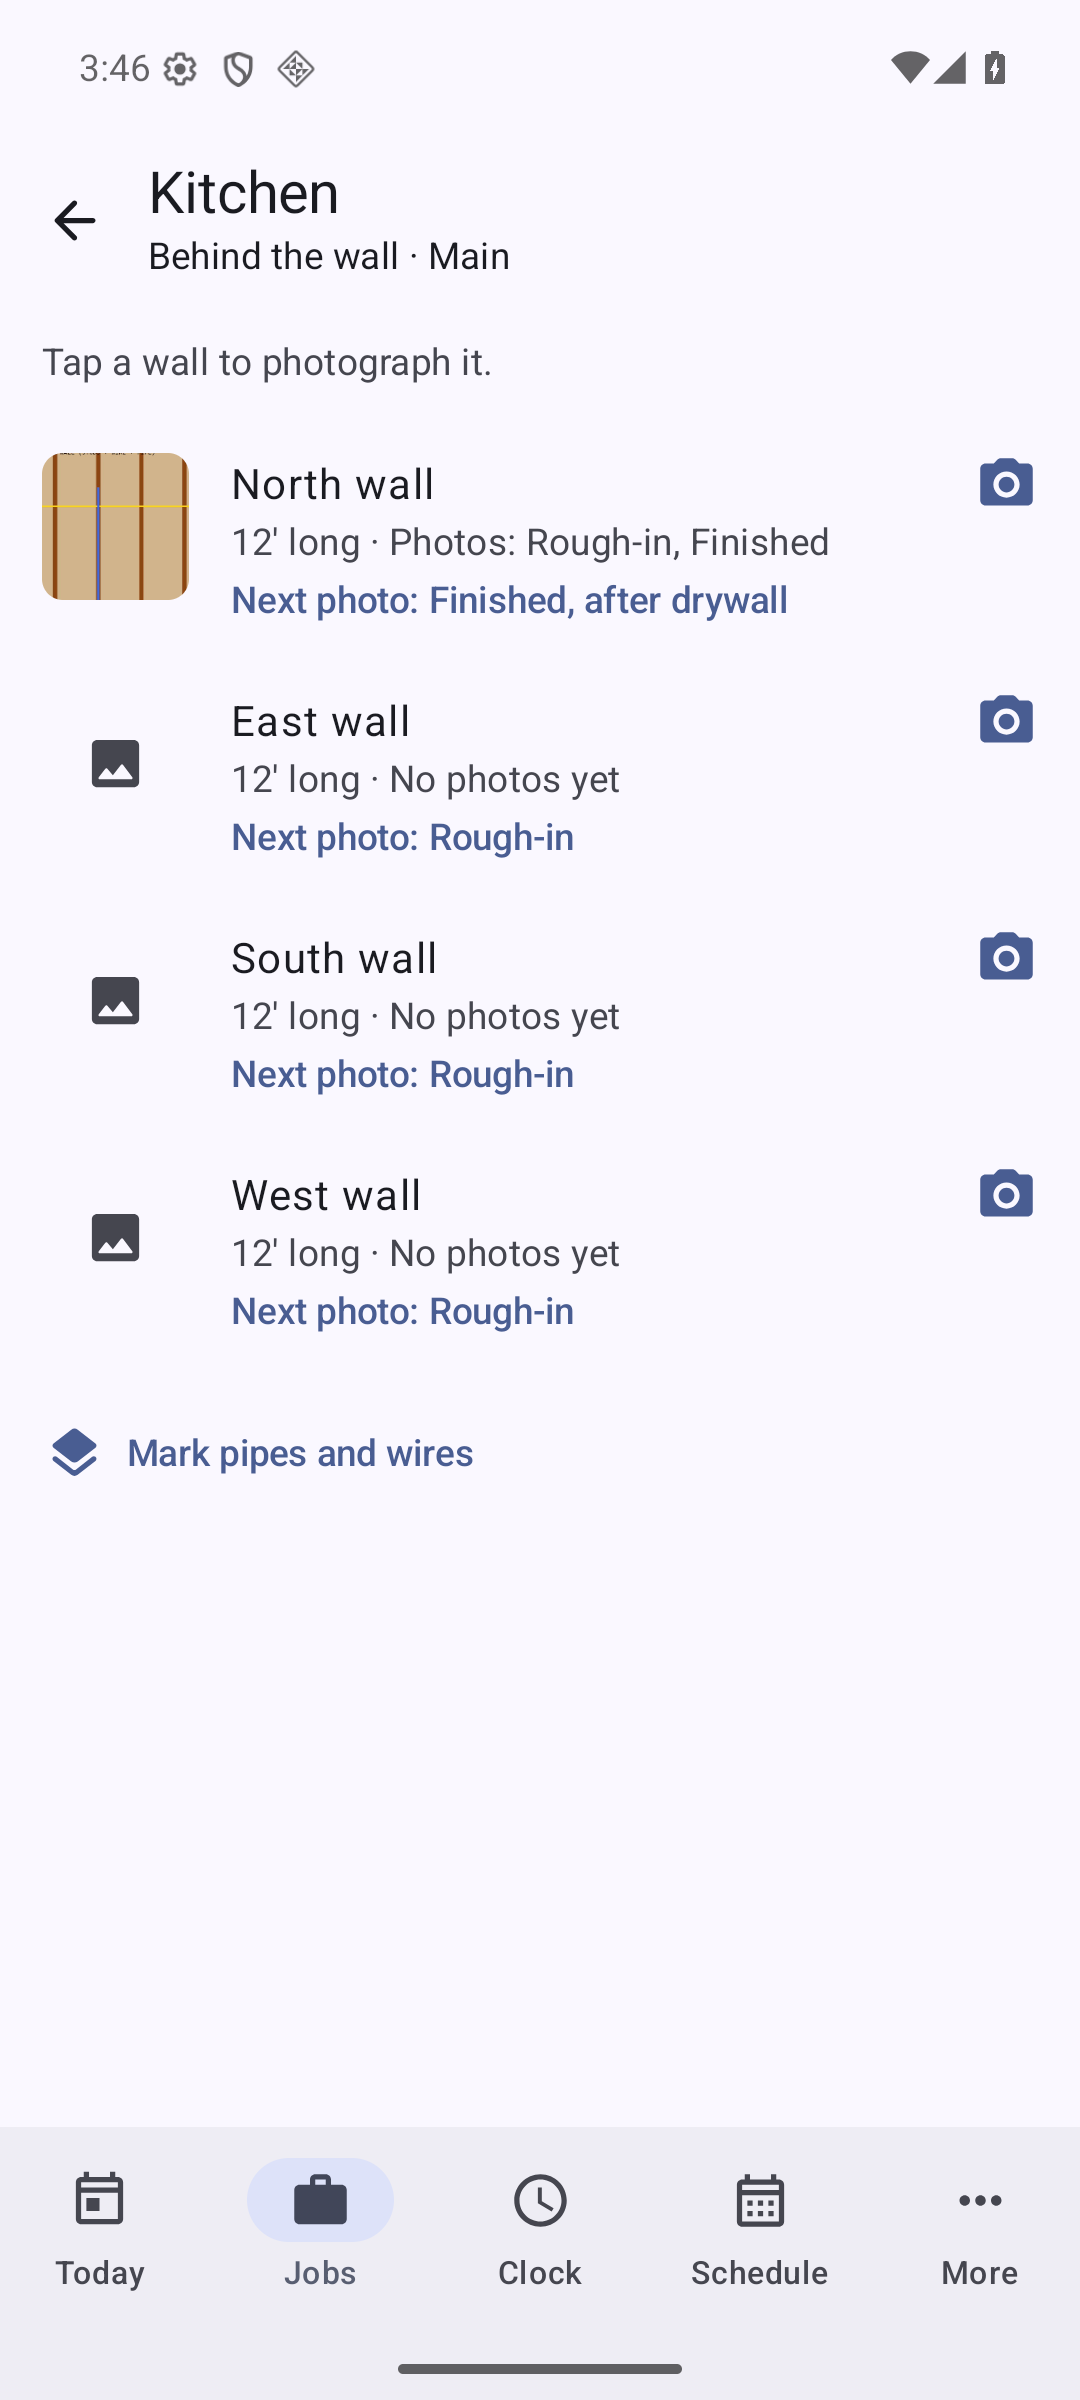 3:46
Kitchen
Behind the wall · Main
Tap a wall to photograph it.
North wall
12' long · Photos: Rough-in, Finished
Next photo: Finished, after drywall
East wall
12' long · No photos yet
Next photo: Rough-in
South wall
12' long · No photos yet
Next photo: Rough-in
West wall
12' long · No photos yet
Next photo: Rough-in
Mark pipes and wires
Today
Jobs
Clock
Schedule
More